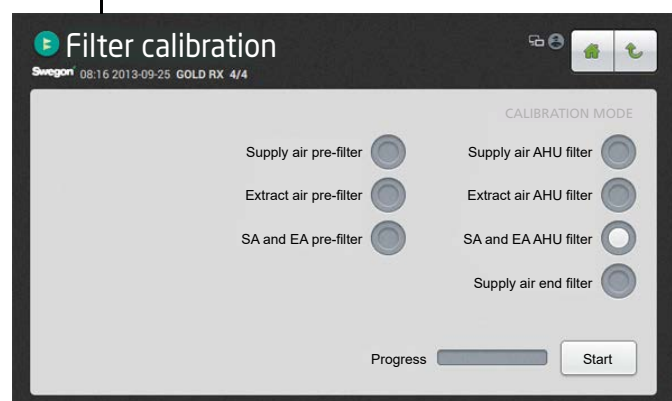 Filter calibration
Swegon 08:16 2013-09-25 GOLD RX 4/4
CALIBRATION MODE
Supply air pre-filter Supply air AHU filter
Extract air pre-filter Extract air AHU filter
SA and EA pre-filter SA and EA AHU filter
Supply air end filter
Progress Start